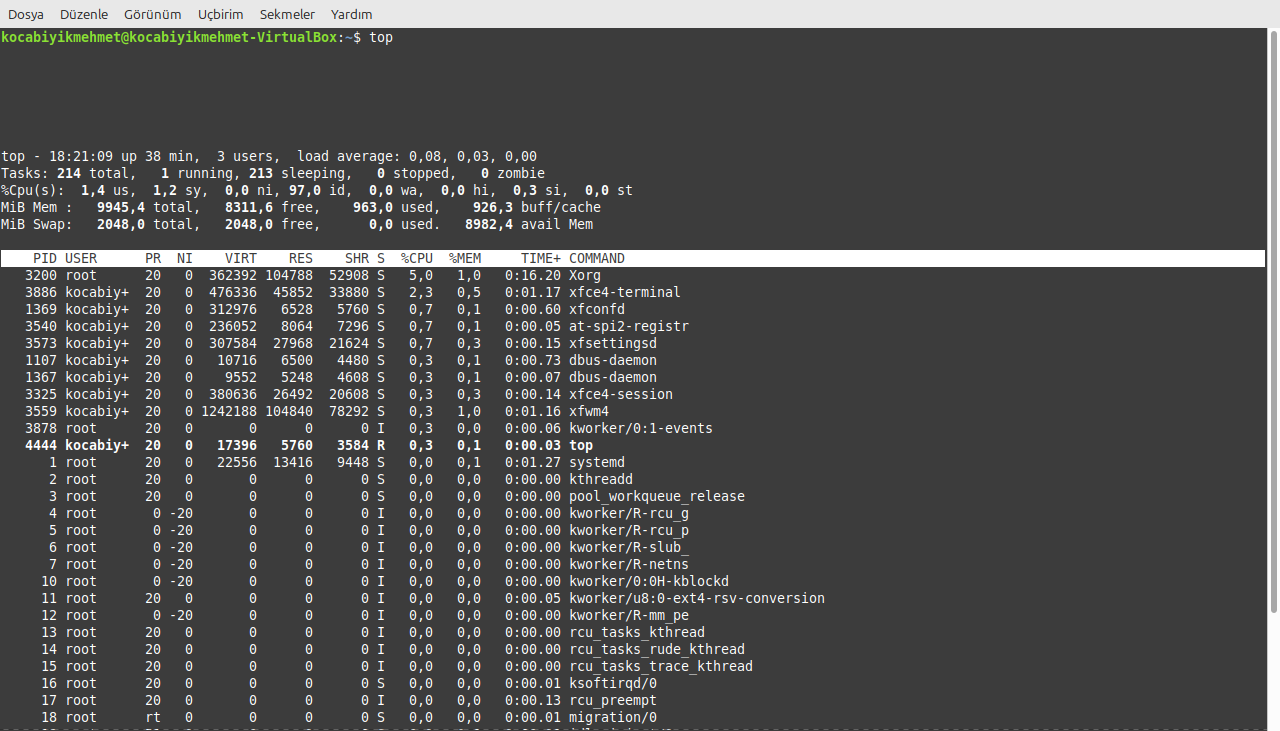 Dosya Düzenle Görünüm Uçbirim Sekmeler Yardım
kocabiyikmehmet@kocabiyikmehmet-VirtualBox:~$ top
top - 18:21:09 up 38 min,  3 users,  load average: 0,08, 0,03, 0,00
Tasks: 214 total,   1 running, 213 sleeping,   0 stopped,   0 zombie
%Cpu(s):  1,4 us,  1,2 sy,  0,0 ni, 97,0 id,  0,0 wa,  0,0 hi,  0,3 si,  0,0 st
MiB Mem :   9945,4 total,   8311,6 free,    963,0 used,    926,3 buff/cache
MiB Swap:   2048,0 total,   2048,0 free,      0,0 used.   8982,4 avail Mem
PID USER      PR  NI    VIRT    RES    SHR S  %CPU  %MEM     TIME+ COMMAND
3200 root      20   0  362392 104788  52908 S   5,0   1,0   0:16.20 Xorg
3886 kocabiy+  20   0  476336  45852  33880 S   2,3   0,5   0:01.17 xfce4-terminal
1369 kocabiy+  20   0  312976   6528   5760 S   0,7   0,1   0:00.60 xfconfd
3540 kocabiy+  20   0  236052   8064   7296 S   0,7   0,1   0:00.05 at-spi2-registr
3573 kocabiy+  20   0  307584  27968  21624 S   0,7   0,3   0:00.15 xfsettingsd
1107 kocabiy+  20   0   10716   6500   4480 S   0,3   0,1   0:00.73 dbus-daemon
1367 kocabiy+  20   0    9552   5248   4608 S   0,3   0,1   0:00.07 dbus-daemon
3325 kocabiy+  20   0  380636  26492  20608 S   0,3   0,3   0:00.14 xfce4-session
3559 kocabiy+  20   0 1242188 104840  78292 S   0,3   1,0   0:01.16 xfwm4
3878 root      20   0       0      0      0 I   0,3   0,0   0:00.06 kworker/0:1-events
4444 kocabiy+  20   0   17396   5760   3584 R   0,3   0,1   0:00.03 top
1 root      20   0   22556  13416   9448 S   0,0   0,1   0:01.27 systemd
2 root      20   0       0      0      0 S   0,0   0,0   0:00.00 kthreadd
3 root      20   0       0      0      0 S   0,0   0,0   0:00.00 pool_workqueue_release
4 root       0 -20       0      0      0 I   0,0   0,0   0:00.00 kworker/R-rcu_g
5 root       0 -20       0      0      0 I   0,0   0,0   0:00.00 kworker/R-rcu_p
6 root       0 -20       0      0      0 I   0,0   0,0   0:00.00 kworker/R-slub_
7 root       0 -20       0      0      0 I   0,0   0,0   0:00.00 kworker/R-netns
10 root       0 -20       0      0      0 I   0,0   0,0   0:00.00 kworker/0:0H-kblockd
11 root      20   0       0      0      0 I   0,0   0,0   0:00.05 kworker/u8:0-ext4-rsv-conversion
12 root       0 -20       0      0      0 I   0,0   0,0   0:00.00 kworker/R-mm_pe
13 root      20   0       0      0      0 I   0,0   0,0   0:00.00 rcu_tasks_kthread
14 root      20   0       0      0      0 I   0,0   0,0   0:00.00 rcu_tasks_rude_kthread
15 root      20   0       0      0      0 I   0,0   0,0   0:00.00 rcu_tasks_trace_kthread
16 root      20   0       0      0      0 S   0,0   0,0   0:00.01 ksoftirqd/0
17 root      20   0       0      0      0 I   0,0   0,0   0:00.13 rcu_preempt
18 root      rt   0       0      0      0 S   0,0   0,0   0:00.01 migration/0